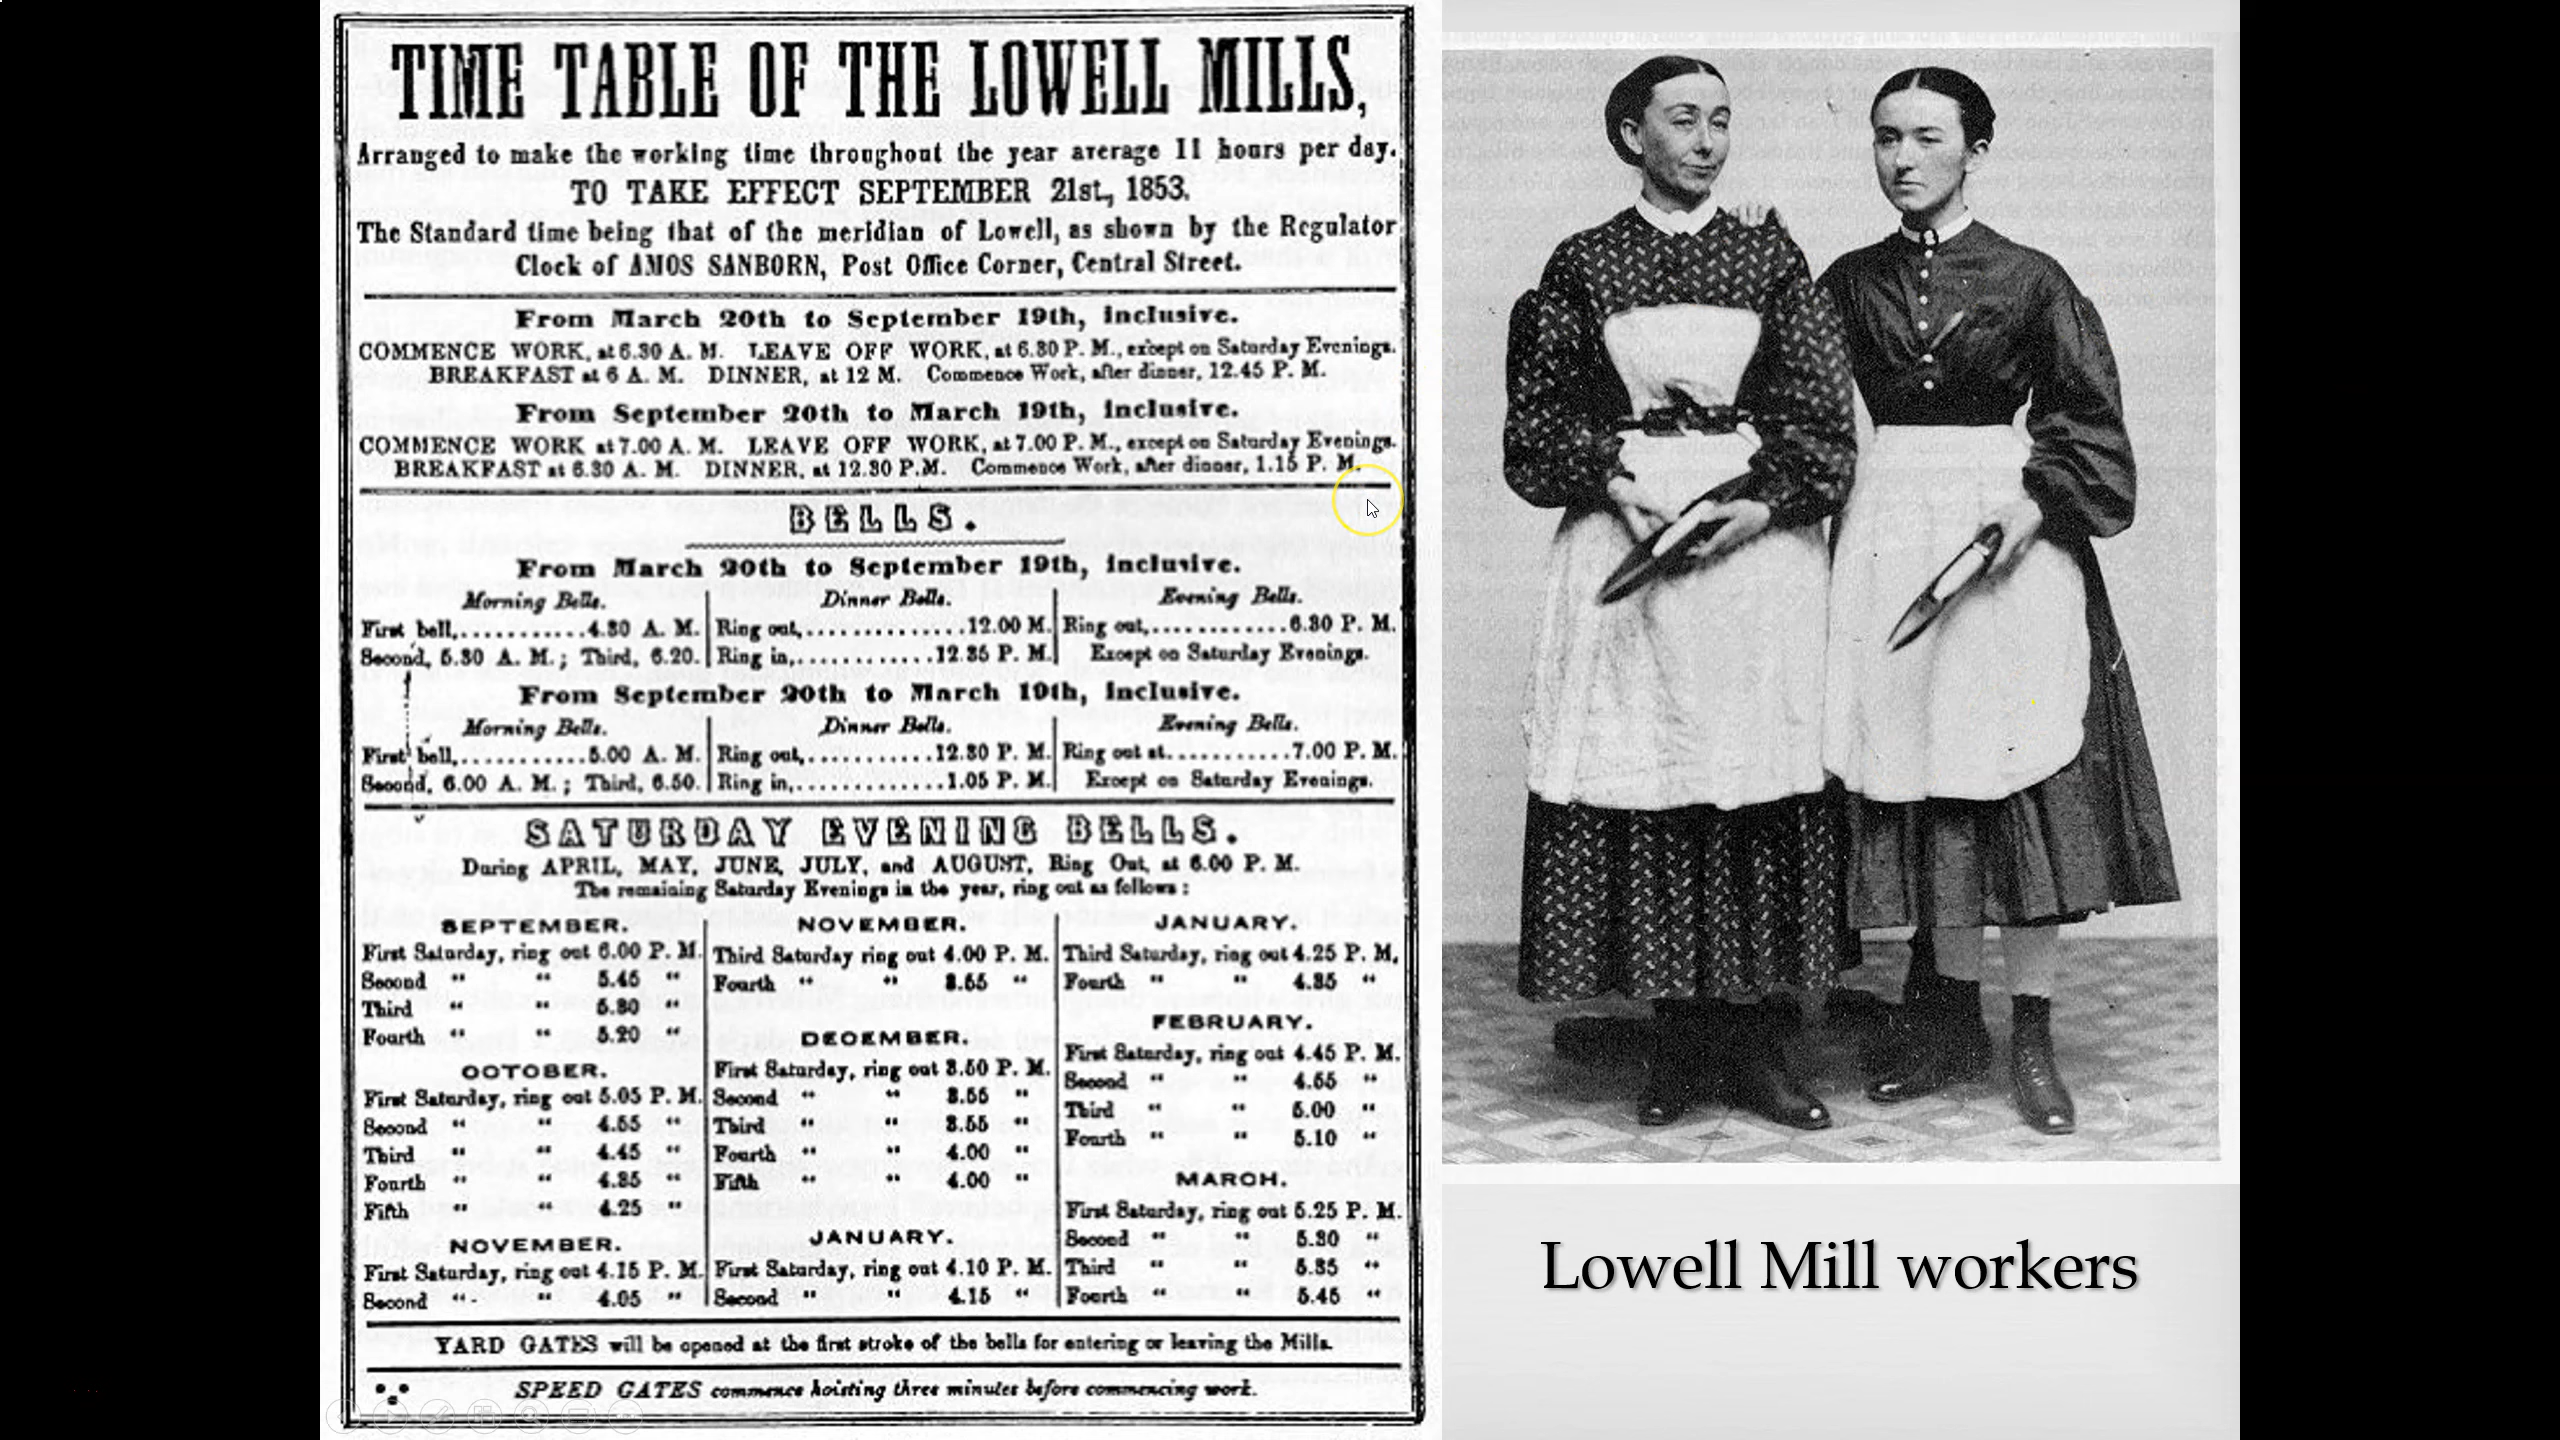 TIME TABLE OF THE LOWELL MILLS,
Arranged to make the working time throughout the year average 11 hours per day.
TO TAKE EFFECT SEPTEMBER 21st, 1853.
The Standard time being that of the meridian of Lowell, as shown by the Regulator
Clock of AMOS SANBORN, Post Office Corner, Central Street.
From March 20th to September 19th, inclusive.
COMMENCE WORK, at 6.30 A. M. LEAVE OFF WORK, at 6.30 P. M., except on Saturday Evenings.
BREAKFAST at 6 A. M. DINNER, at 12 M. Commence Work, after dinner, 12.45 P. M.
From September 20th to March 19th, inclusive.
COMMENCE WORK at 7.00 A. M. LEAVE OFF WORK, at 7.00 P. M., except on Saturday Evenings.
BREAKFAST at 6.30 A. M. DINNER, at 12.30 P.M. Commence Work, after dinner, 1.15 P. M.
BELLS.
From March 20th to September 19th, inclusive.
Morning Bells.
First bell,...........4.30 A. M.
Second, 5.30 A. M.; Third, 6.20.
Dinner Bells.
Ring out,..............12.00 M.
Ring in,............12.35 P. M.
Evening Bells.
Ring out,............6.30 P. M.
Except on Saturday Evenings.
From September 20th to March 19th, inclusive.
Morning Bells.
First bell,...........5.00 A. M.
Second, 6.00 A. M.; Third, 6.50.
Dinner Bells.
Ring out,...........12.30 P. M.
Ring in,.............1.05 P. M.
Evening Bells.
Ring out at...........7.00 P. M.
Except on Saturday Evenings.
SATURDAY EVENING BELLS.
During APRIL, MAY, JUNE, JULY, and AUGUST, Ring Out, at 6.00 P. M.
The remaining Saturday Evenings in the year, ring out as follows:
SEPTEMBER.
First Saturday, ring out 6.00 P. M.
Second “ “ 5.45 “
Third “ “ 5.30 “
Fourth “ “ 5.20 “
OCTOBER.
First Saturday, ring out 5.05 P. M.
Second “ “ 4.55 “
Third “ “ 4.45 “
Fourth “ “ 4.35 “
Fifth “ “ 4.25 “
NOVEMBER.
First Saturday, ring out 4.15 P. M.
Second “ “ 4.05 “
NOVEMBER.
Third Saturday ring out 4.00 P. M.
Fourth “ “ 3.55 “
DECEMBER.
First Saturday, ring out 3.50 P. M.
Second “ “ 3.55 “
Third “ “ 3.55 “
Fourth “ “ 4.00 “
Fifth “ “ 4.00 “
JANUARY.
First Saturday, ring out 4.10 P. M.
Second “ “ 4.15 “
JANUARY.
Third Saturday, ring out 4.25 P. M.
Fourth “ “ 4.35 “
FEBRUARY.
First Saturday, ring out 4.45 P. M.
Second “ “ 4.55 “
Third “ “ 5.00 “
Fourth “ “ 5.10 “
MARCH.
First Saturday, ring out 5.25 P. M.
Second “ “ 5.30 “
Third “ “ 5.35 “
Fourth “ “ 5.45 “
YARD GATES will be opened at the first stroke of the bells for entering or leaving the Mills.
SPEED GATES commence hoisting three minutes before commencing work.
Lowell Mill workers